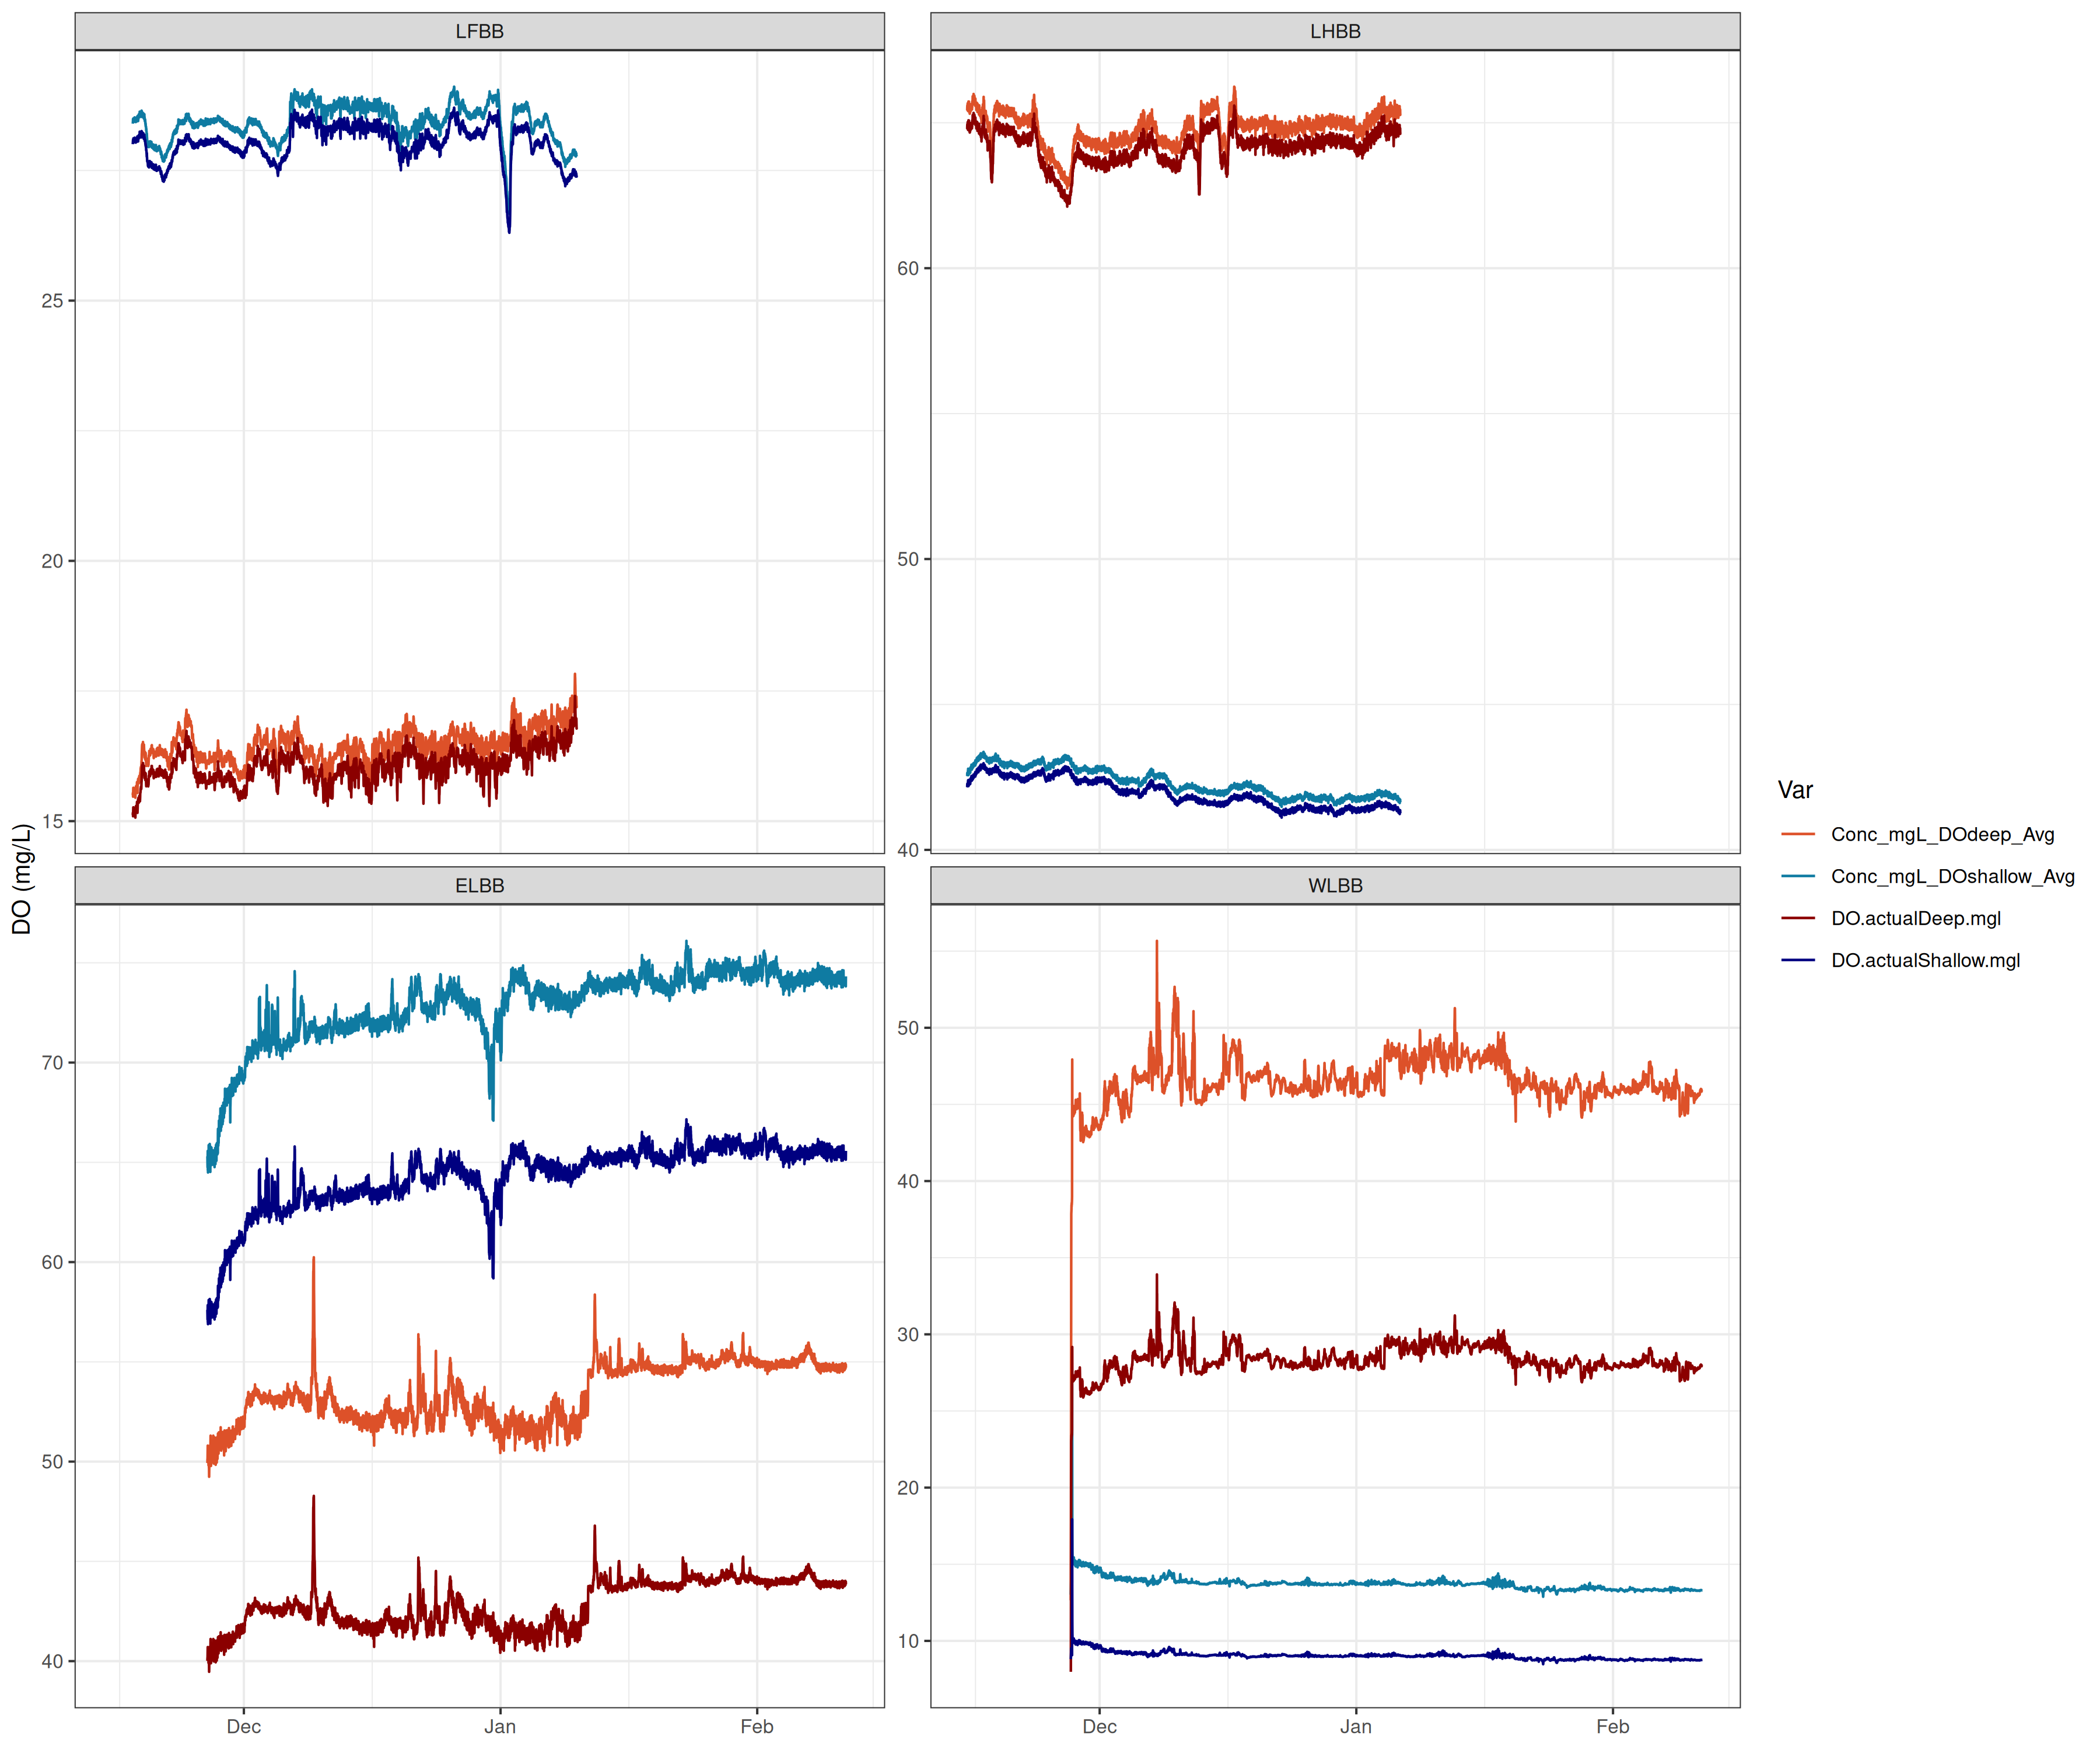 LFBB
LHBB
25
20
15
60
50
40
DO (mg/L)
ELBB
WLBB
70
60
50
40
50
40
30
20
10
Dec
Jan
Feb
Dec
Jan
Feb
Var
Conc_mgL_DOdeep_Avg
Conc_mgL_DOshallow_Avg
DO.actualDeep.mgl
DO.actualShallow.mgl